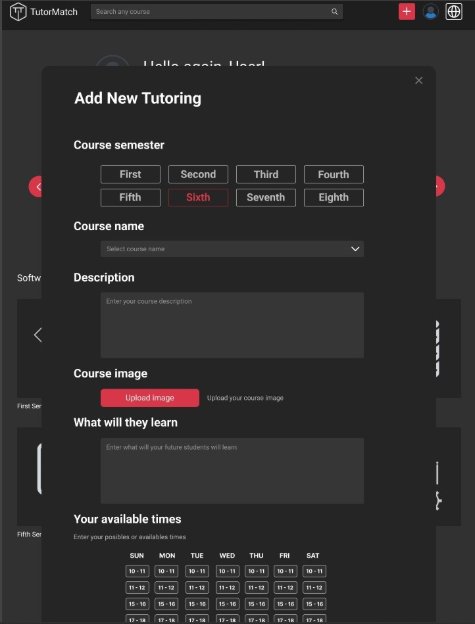 TutorMatch
Search any course
Hello again, User!
Add New Tutoring
Course semester
First Second Third Fourth
Fifth Sixth Seventh Eighth
Course name
Select course name
Description
Enter your course description
Course image
Upload image Upload your course image
What will they learn
Enter what will your future students will learn
Your available times
Enter your posibles or availables times
SUN MON TUE WED THU FRI SAT
10 - 11 10 - 11 10 - 11 10 - 11 10 - 11 10 - 11 10 - 11
11 - 12 11 - 12 11 - 12 11 - 12 11 - 12 11 - 12 11 - 12
15 - 16 15 - 16 15 - 16 15 - 16 15 - 16 15 - 16 15 - 16
17 - 18 17 - 18 17 - 18 17 - 18 17 - 18 17 - 18 17 - 18
Softw
First Ser
Fifth Ser